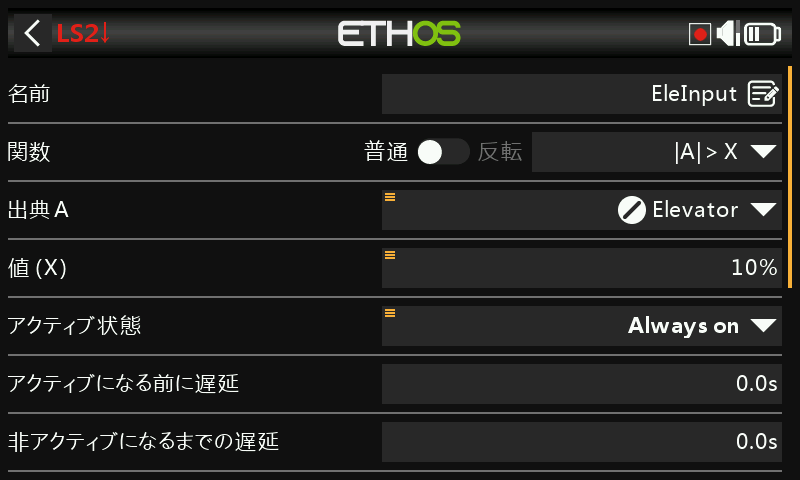 LS2↓ ETHOS
名前 EleInput
関数 普通 反転 |A| > X
出典 A Elevator
値 (X) 10%
アクティブ状態 Always on
アクティブになる前に遅延 0.0s
非アクティブになるまでの遅延 0.0s